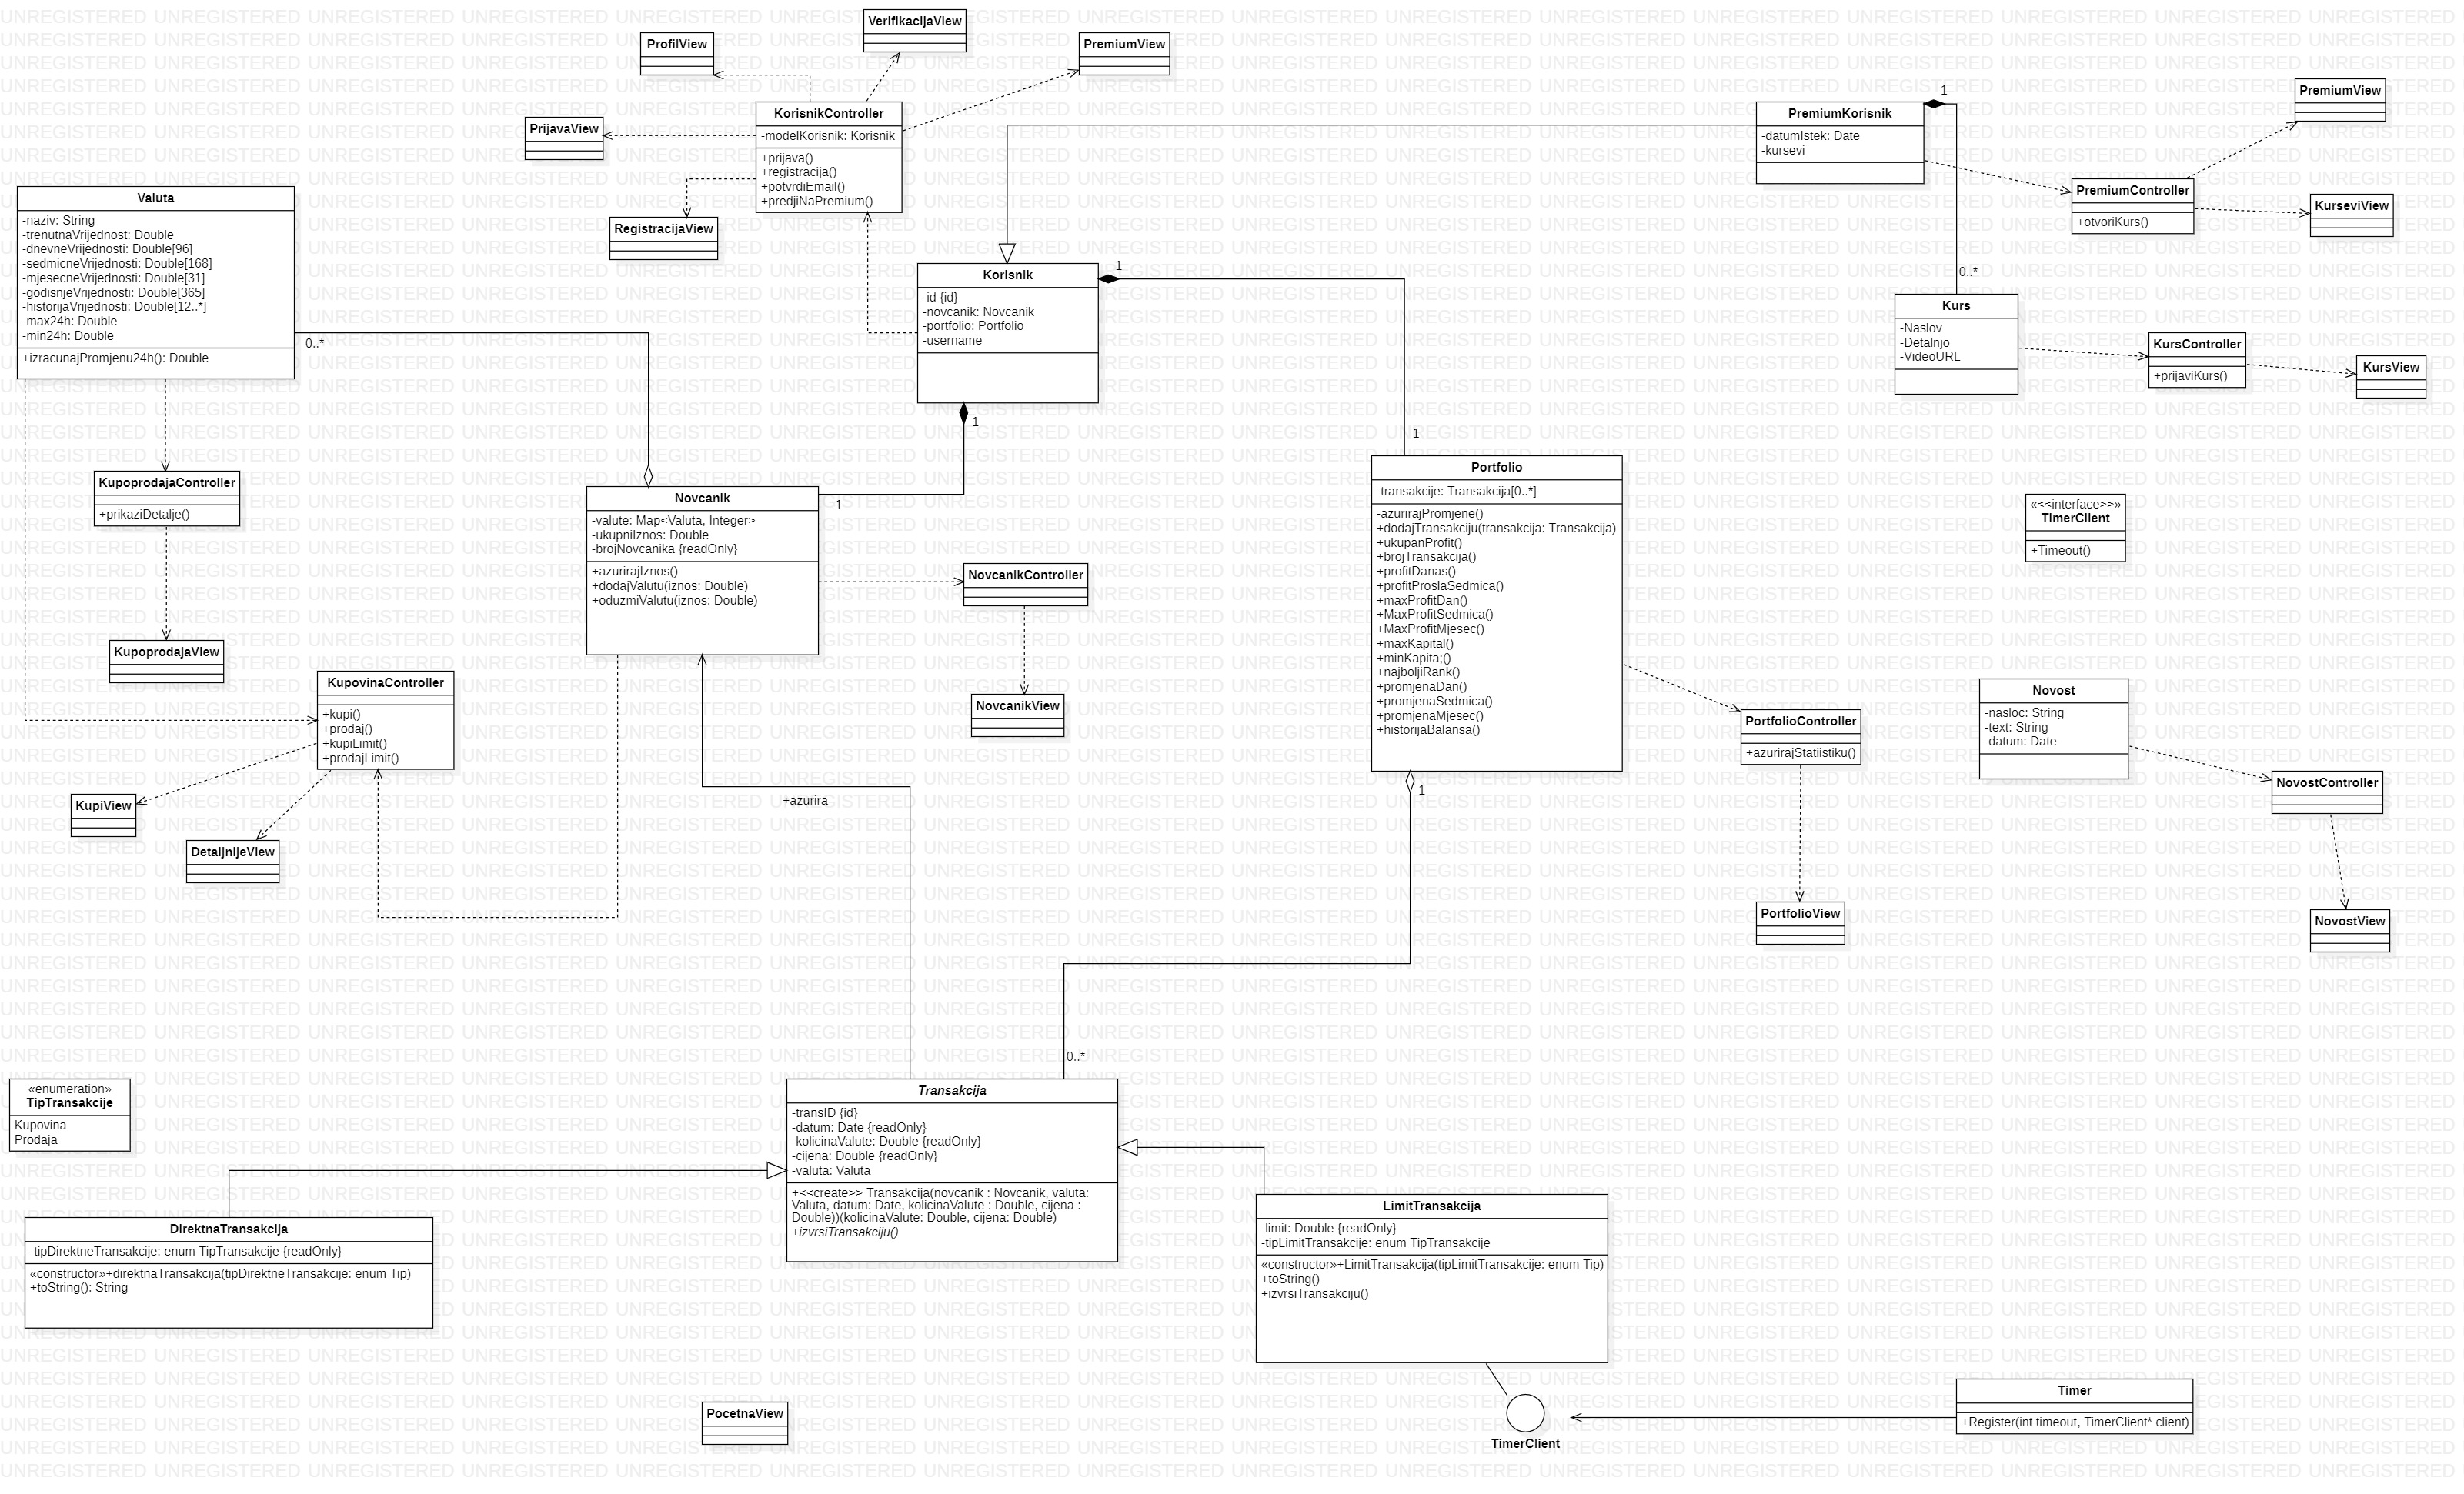 VerifikacijaView
ProfilView
PremiumView
KorisnikController
-modelKorisnik: Korisnik
+prijava()
+registracija()
+potvrdiEmail()
+predjiNaPremium()
PrijavaView
RegistracijaView
PremiumKorisnik
-datumIstek: Date
-kursevi
1
PremiumView
PremiumController
+otvoriKurs()
KurseviView
Valuta
-naziv: String
-trenutnaVrijednost: Double
-dnevneVrijednosti: Double[96]
-sedmicneVrijednosti: Double[168]
-mjesecneVrijednosti: Double[31]
-godisnjeVrijednosti: Double[365]
-historijaVrijednosti: Double[12..*]
-max24h: Double
-min24h: Double
+izracunajPromjenu24h(): Double
0..*
Korisnik
-id {id}
-novcanik: Novcanik
-portfolio: Portfolio
-username
1
1
0..*
Kurs
-Naslov
-Detalnjo
-VideoURL
KursController
+prijaviKurs()
KursView
KupoprodajaController
+prikaziDetalje()
KupoprodajaView
Novcanik
-valute: Map<Valuta, Integer>
-ukupniIznos: Double
-brojNovcanika {readOnly}
+azurirajIznos()
+dodajValutu(iznos: Double)
+oduzmiValutu(iznos: Double)
1
NovcanikController
NovcanikView
1
Portfolio
-transakcije: Transakcija[0..*]
-azurirajPromjene()
+dodajTransakciju(transakcija: Transakcija)
+ukupanProfit()
+brojTransakcija()
+profitDanas()
+profitProslaSedmica()
+maxProfitDan()
+MaxProfitSedmica()
+MaxProfitMjesec()
+maxKapital()
+minKapita;()
+najboljiRank()
+promjenaDan()
+promjenaSedmica()
+promjenaMjesec()
+historijaBalansa()
1
«<<interface>>»
TimerClient
+Timeout()
KupovinaController
+kupi()
+prodaj()
+kupiLimit()
+prodajLimit()
KupiView
DetaljnijeView
+azurira
PortfolioController
+azurirajStatiistiku()
PortfolioView
Novost
-nasloc: String
-text: String
-datum: Date
NovostController
NovostView
0..*
«enumeration»
TipTransakcije
Kupovina
Prodaja
Transakcija
-transID {id}
-datum: Date {readOnly}
-kolicinaValute: Double {readOnly}
-cijena: Double {readOnly}
-valuta: Valuta
+<<create>> Transakcija(novcanik : Novcanik, valuta:
Valuta, datum: Date, kolicinaValute : Double, cijena :
Double))(kolicinaValute: Double, cijena: Double)
+izvrsiTransakciju()
DirektnaTransakcija
-tipDirektneTransakcije: enum TipTransakcije {readOnly}
«constructor»+direktnaTransakcija(tipDirektneTransakcije: enum Tip)
+toString(): String
LimitTransakcija
-limit: Double {readOnly}
-tipLimitTransakcije: enum TipTransakcije
«constructor»+LimitTransakcija(tipLimitTransakcije: enum Tip)
+toString()
+izvrsiTransakciju()
TimerClient
Timer
+Register(int timeout, TimerClient* client)
PocetnaView
UNREGISTERED